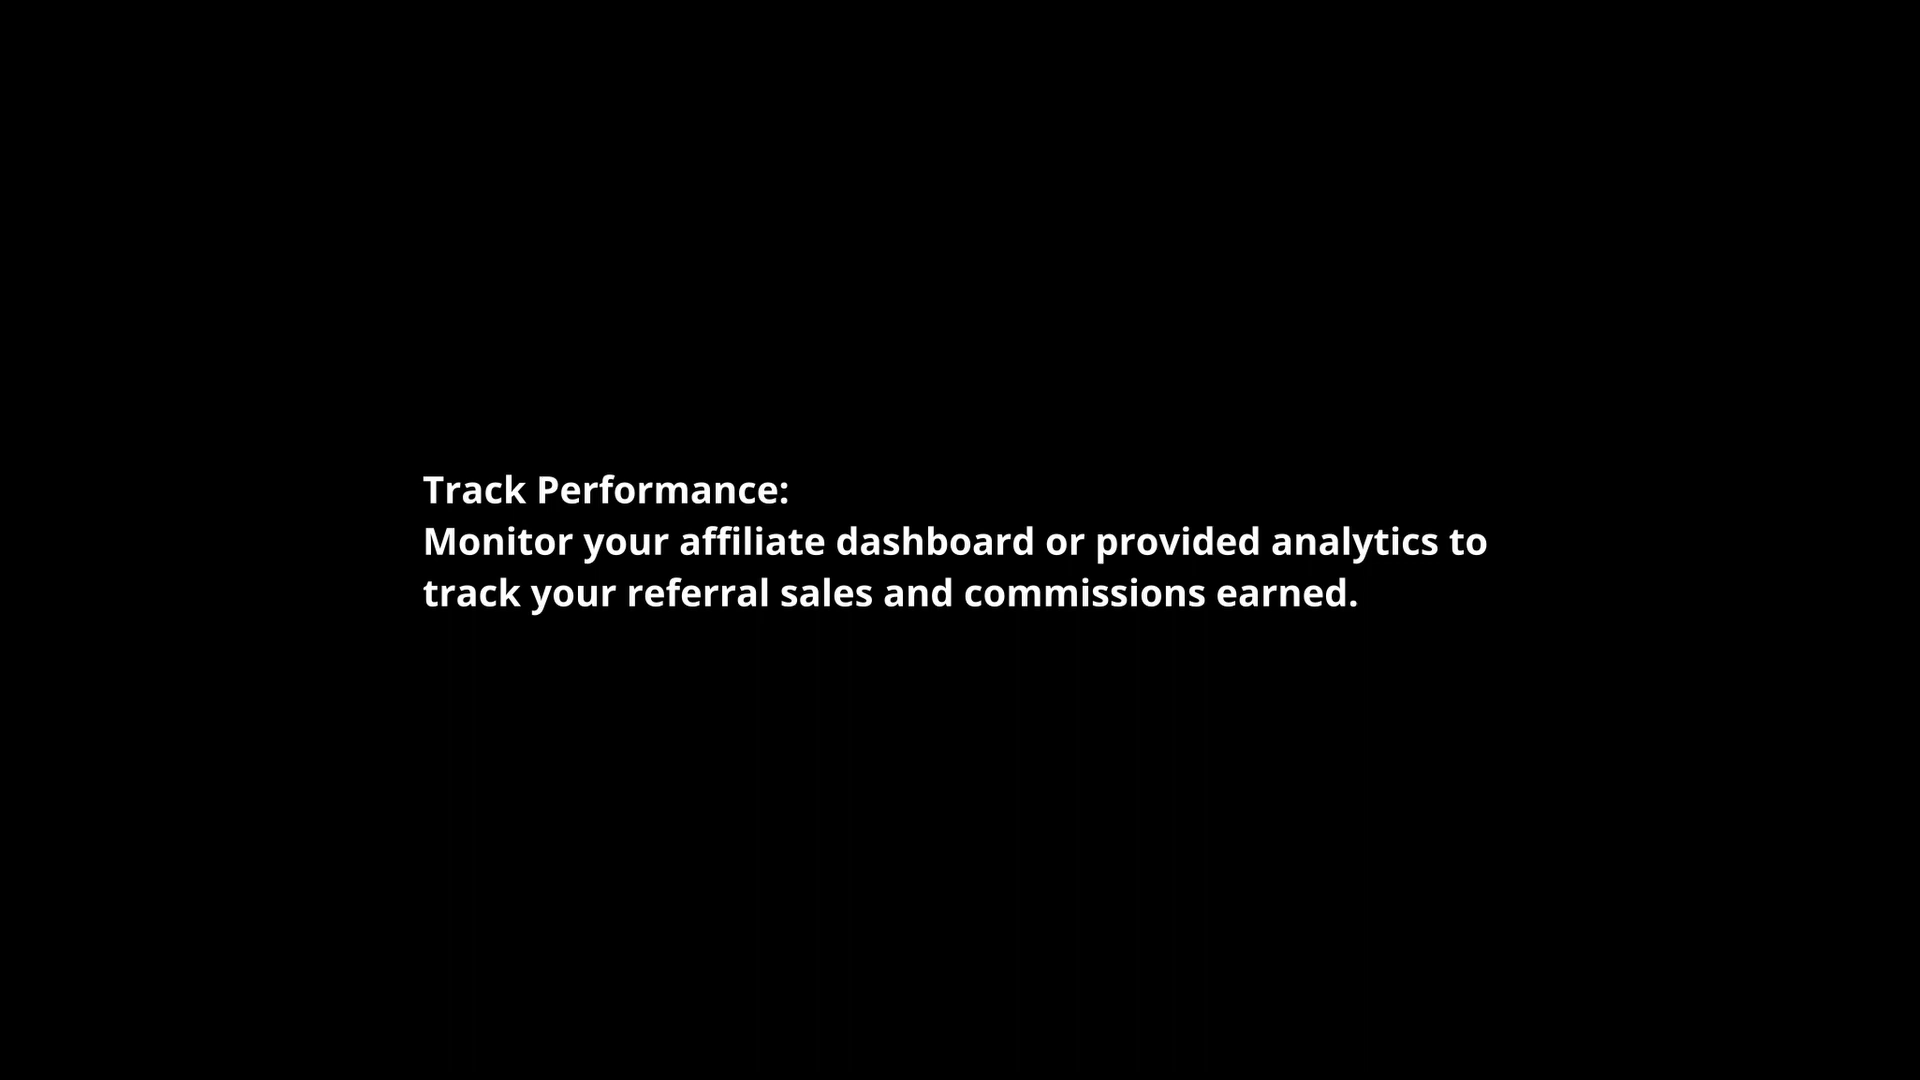 Track Performance:
Monitor your affiliate dashboard or provided analytics to
track your referral sales and commissions earned.